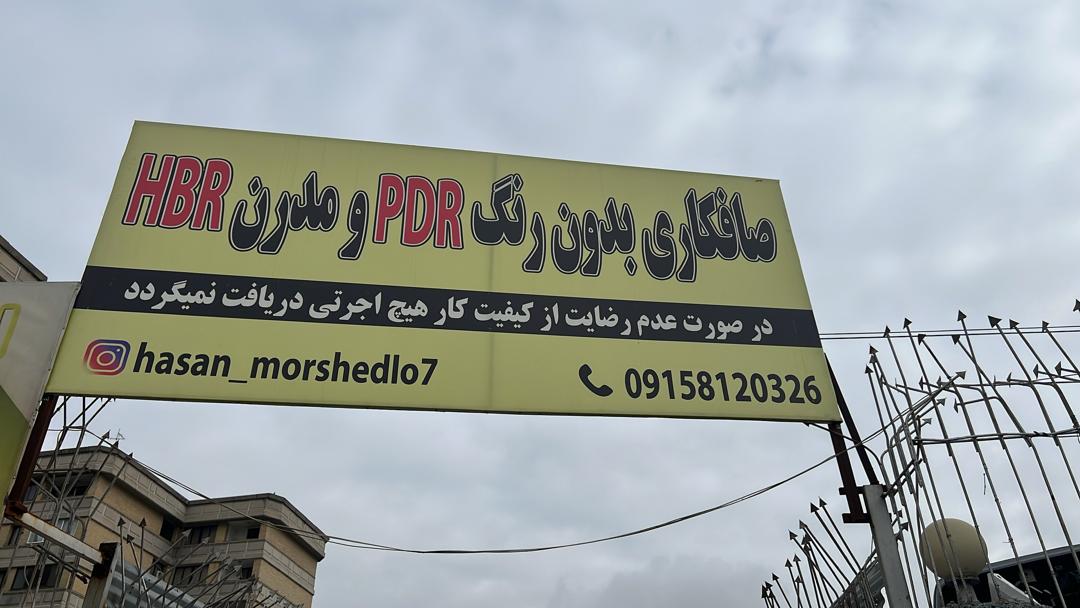 صافکاری بدون رنگ PDR و مدرن HBR
در صورت عدم رضایت از کیفیت کار هیچ اجرتی دریافت نمیگردد
hasan_morshedlo7
09158120326